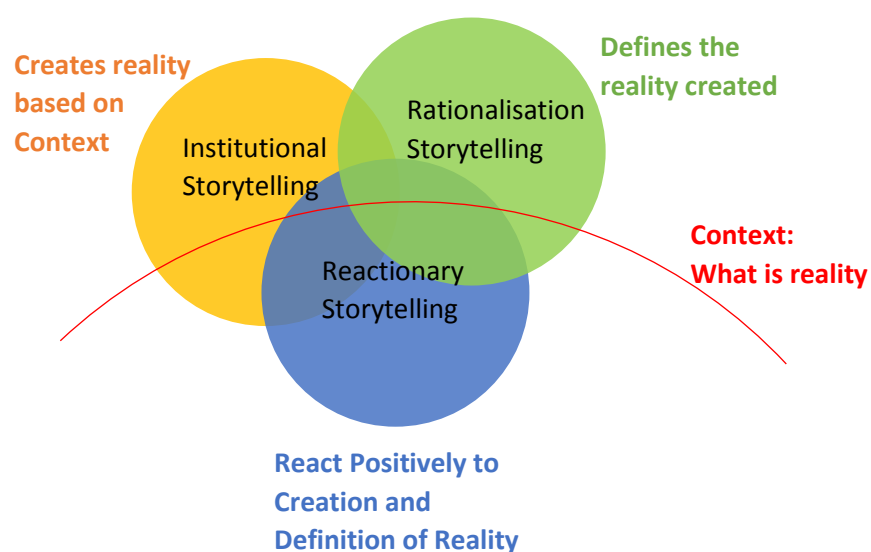 Creates reality
based on
Context
Institutional
Storytelling
Rationalisation
Storytelling
Defines the
reality created
Reactionary
Storytelling
Context:
What is reality
React Positively to
Creation and
Definition of Reality